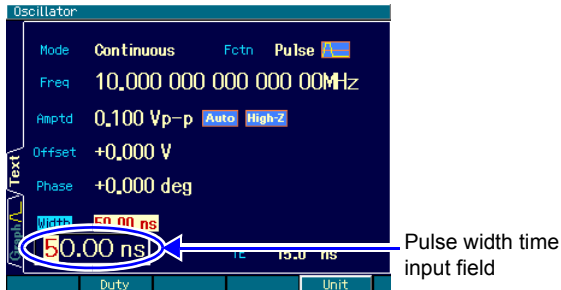 Oscillator
Mode Continuous Fctn Pulse
Freq 10.000 000 000 000 00MHz
Amptd 0.100 Vp-p Auto High-Z
Offset +0.000 V
Phase +0.000 deg
Width 50.00 ns
50.00 ns TE 15.0 ns
Duty Unit
Text
Graph
Pulse width time
input field